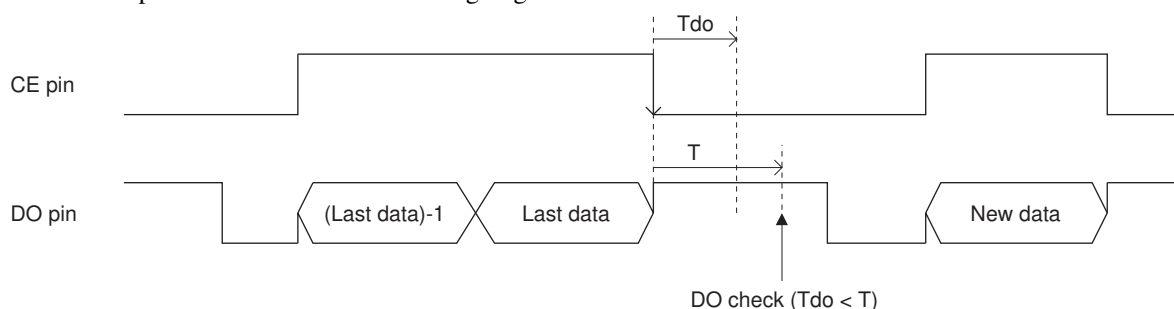 Tdo
CE pin
T
DO pin
(Last data)-1
Last data
New data
DO check (Tdo < T)